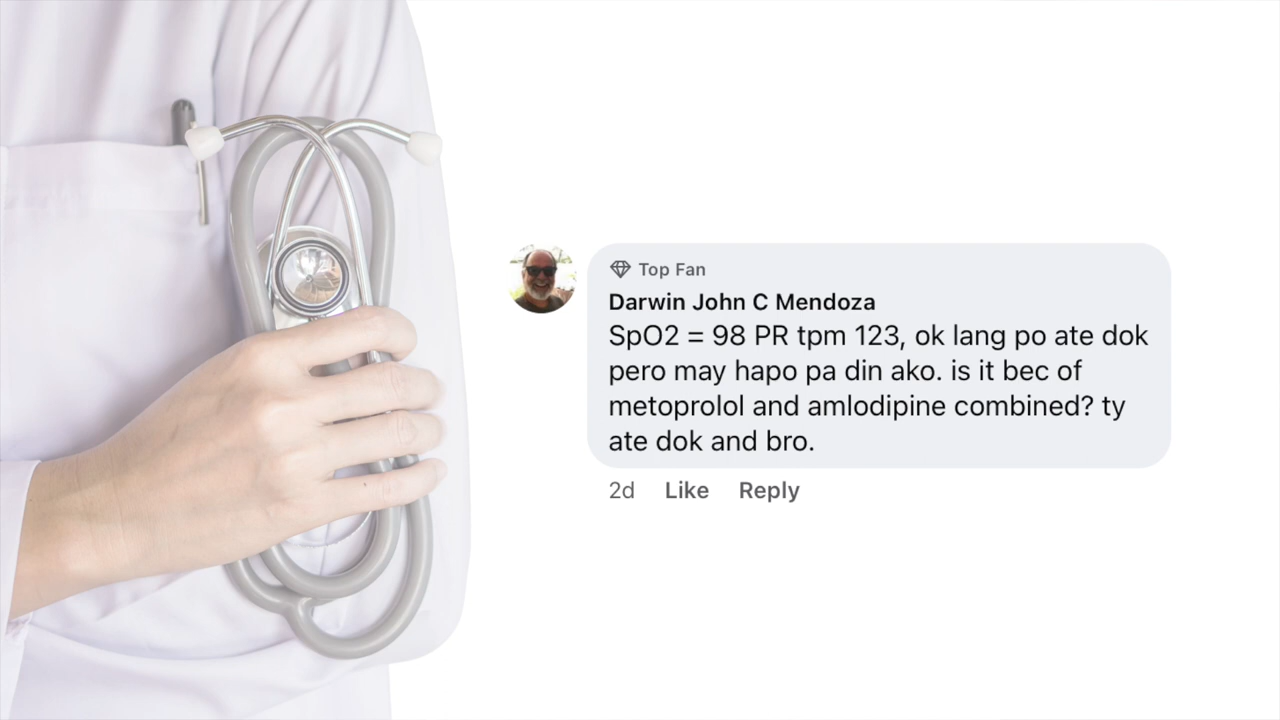 Top Fan
Darwin John C Mendoza
SpO2 = 98 PR tpm 123, ok lang po ate dok
pero may hapo pa din ako. is it bec of
metoprolol and amlodipine combined? ty
ate dok and bro.
2d Like Reply